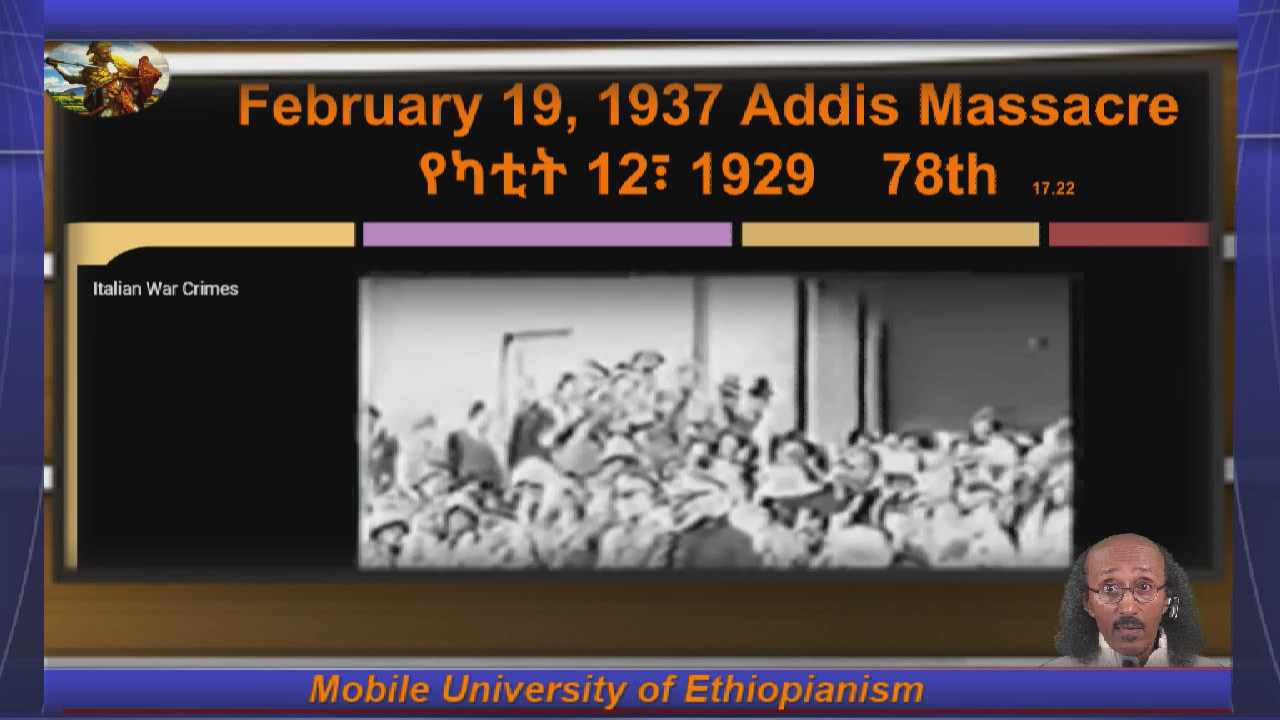 February 19, 1937 Addis Massacre
የካቲት 12፣ 1929 78th 17.22
Italian War Crimes
Mobile University of Ethiopianism